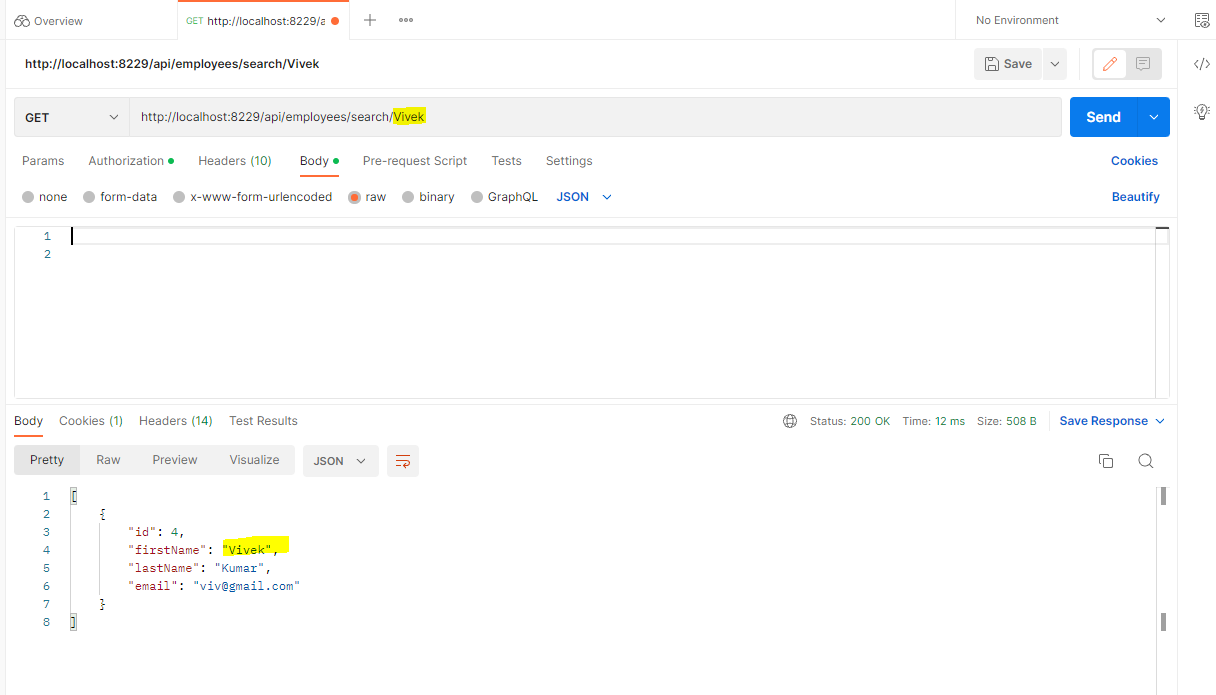 Overview
GET http://localhost:8229/a
No Environment
http://localhost:8229/api/employees/search/Vivek
Save
GET
http://localhost:8229/api/employees/search/Vivek
Send
Params Authorization Headers (10) Body Pre-request Script Tests Settings Cookies
none form-data x-www-form-urlencoded raw binary GraphQL JSON Beautify
1
2
Body Cookies (1) Headers (14) Test Results Status: 200 OK Time: 12 ms Size: 508 B Save Response
Pretty Raw Preview Visualize JSON
1 [
2 {
3 "id": 4,
4 "firstName": "Vivek",
5 "lastName": "Kumar",
6 "email": "viv@gmail.com"
7 }
8 ]